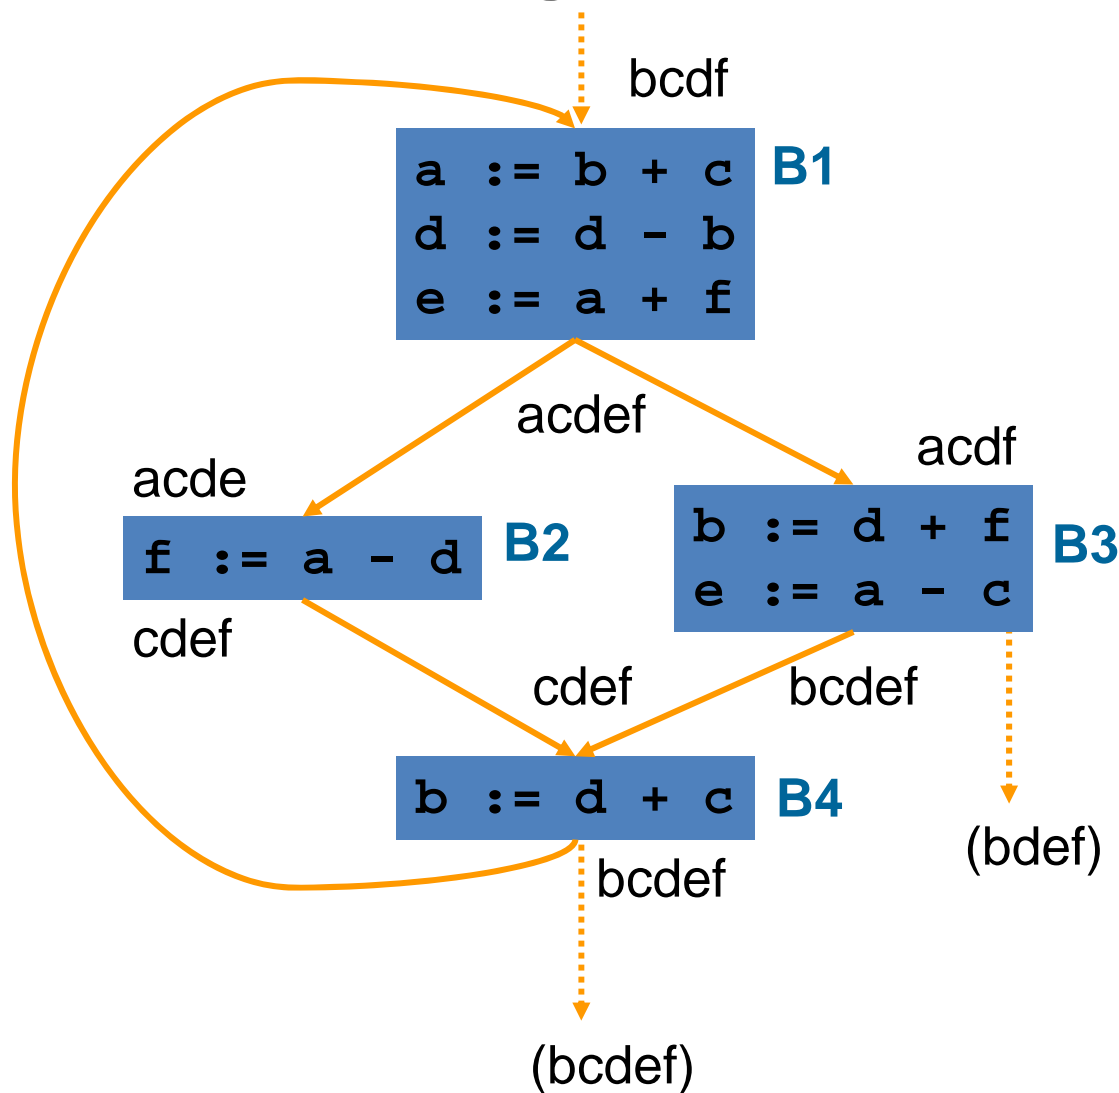 bcdf
a := b + c
d := d - b
e := a + f
B1
acdef
acde
f := a - d
B2
cdef
acdf
b := d + f
e := a - c
B3
cdef
bcdef
b := d + c
B4
bcdef
(bdef)
(bcdef)